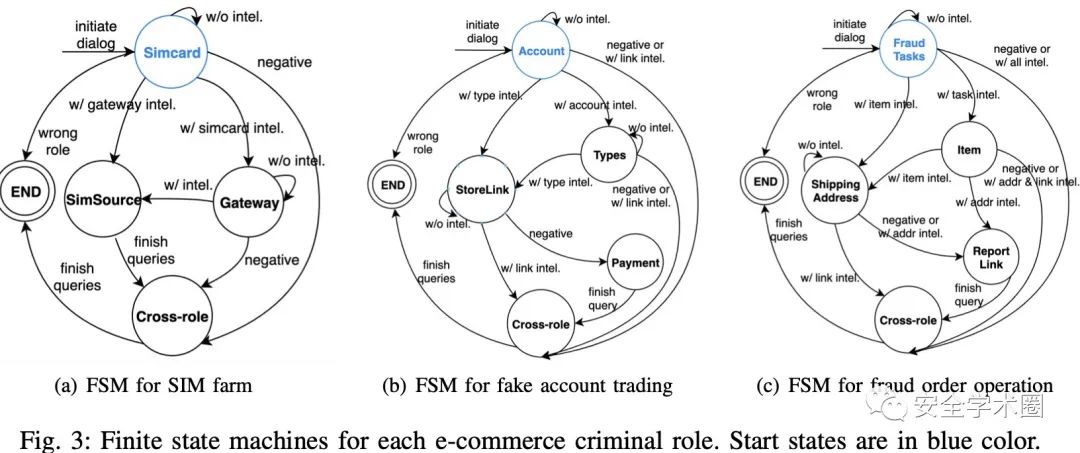 initiate
dialog
w/o intel.
Simcard
negative
w/ gateway intel.
w/ simcard intel.
wrong
role
w/o intel.
END
SimSource
w/ intel.
Gateway
finish
queries
negative
finish
queries
Cross-role
(a) FSM for SIM farm
initiate
dialog
w/o intel.
Account
negative or
w/ link intel.
w/ type intel.
w/ account intel.
w/o intel.
wrong
role
Types
END
StoreLink
w/ type intel.
negative or
w/ link intel.
w/o intel.
negative
Payment
finish
queries
w/ link intel.
finish
query
Cross-role
(b) FSM for fake account trading
initiate
dialog
w/o intel.
Fraud
Tasks
negative or
w/ all intel.
wrong
role
w/ item intel.
w/ task intel.
w/o intel.
Item
END
Shipping
Address
w/ item intel.
negative or
w/ addr & link intel.
w/ addr intel.
finish
queries
negative or
w/ addr intel.
Report
Link
w/ link intel.
finish
query
Cross-role
(c) FSM for fraud order operation
安全学术圈
Fig. 3: Finite state machines for each e-commerce criminal role. Start states are in blue color.